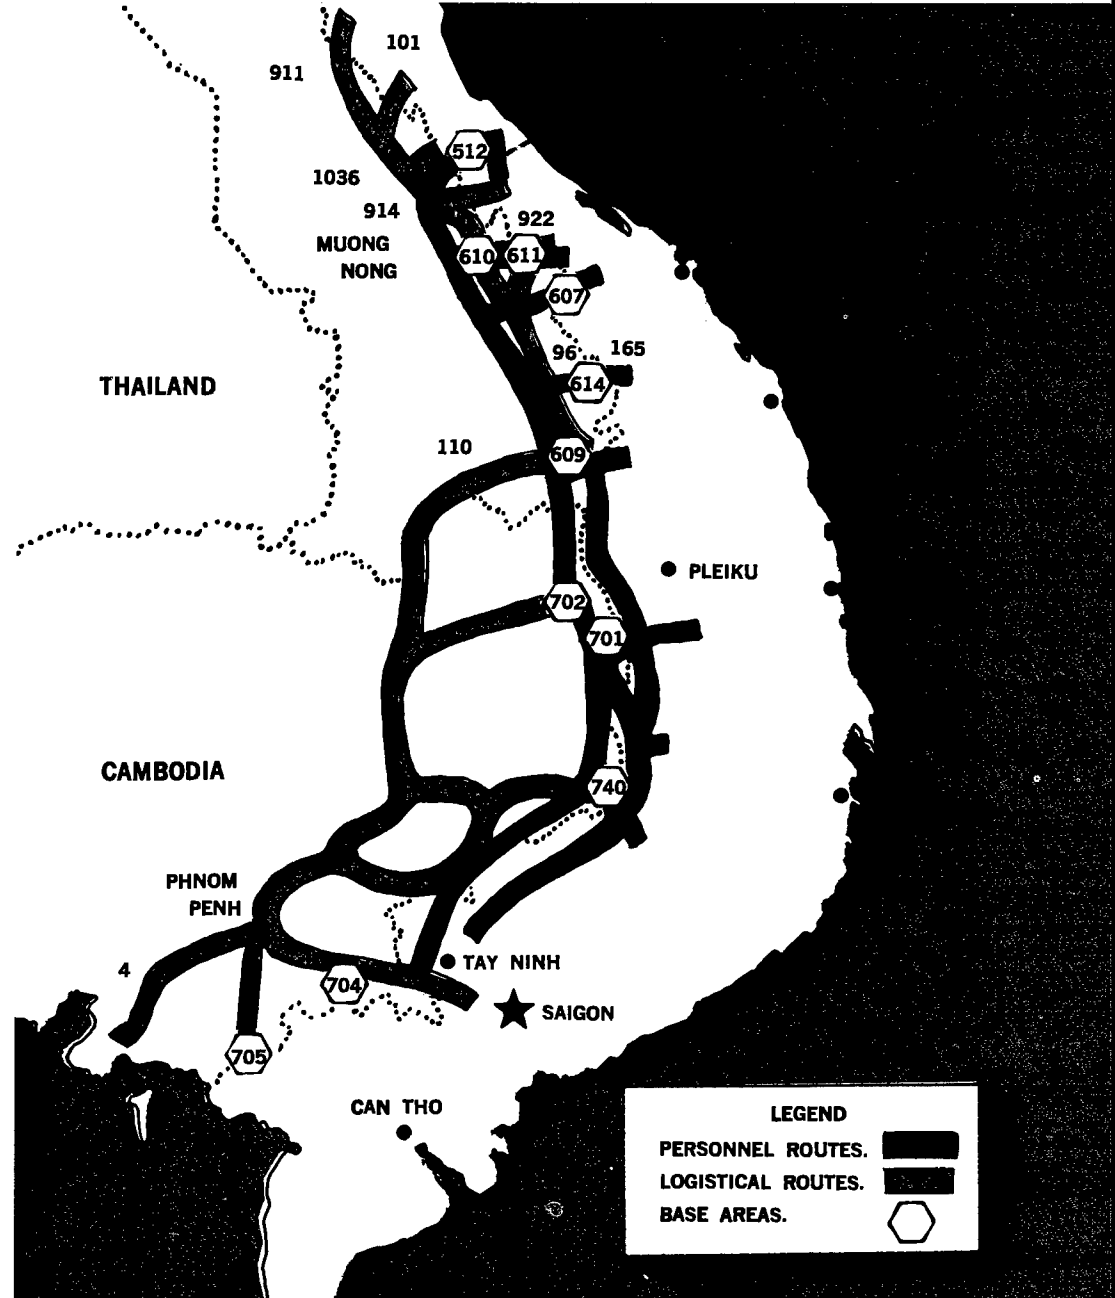 101
911
512
1036
914
922
MUONG
NONG
610
611
607
96
165
THAILAND
614
110
609
PLEIKU
702
701
CAMBODIA
740
PHNOM
PENH
4
TAY NINH
704
SAIGON
705
CAN THO
LEGEND
PERSONNEL ROUTES.
LOGISTICAL ROUTES.
BASE AREAS.